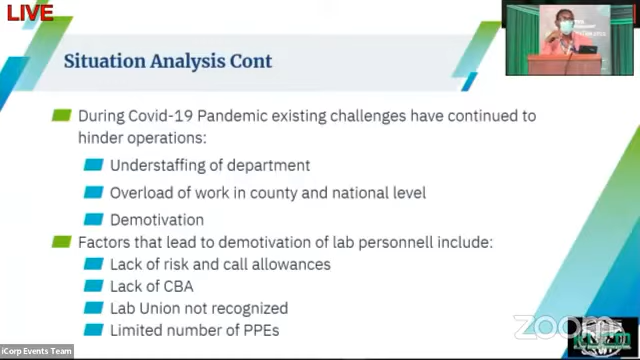 LIVE
Situation Analysis Cont
During Covid-19 Pandemic existing challenges have continued to
hinder operations:
Understaffing of department
Overload of work in county and national level
Demotivation
Factors that lead to demotivation of lab personnell include:
Lack of risk and call allowances
Lack of CBA
Lab Union not recognized
Limited number of PPEs
iCorp Events Team
zoom